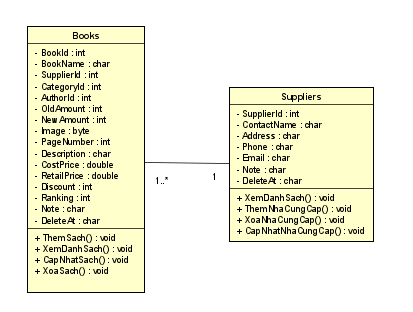 Books
- BookId : int
- BookName : char
- SupplierId : int
- CategoryId : int
- AuthorId : int
- OldAmount : int
- NewAmount : int
- Image : byte
- PageNumber : int
- Description : char
- CostPrice : double
- RetailPrice : double
- Discount : int
- Ranking : int
- Note : char
- DeleteAt : char
+ ThemSach() : void
+ XemDanhSach() : void
+ CapNhatSach() : void
+ XoaSach() : void
1..*
1
Suppliers
- SupplierId : int
- ContactName : char
- Address : char
- Phone : char
- Email : char
- Note : char
- DeleteAt : char
+ XemDanhSach() : void
+ ThemNhaCungCap() : void
+ XoaNhaCungCap() : void
+ CapNhatNhaCungCap() : void